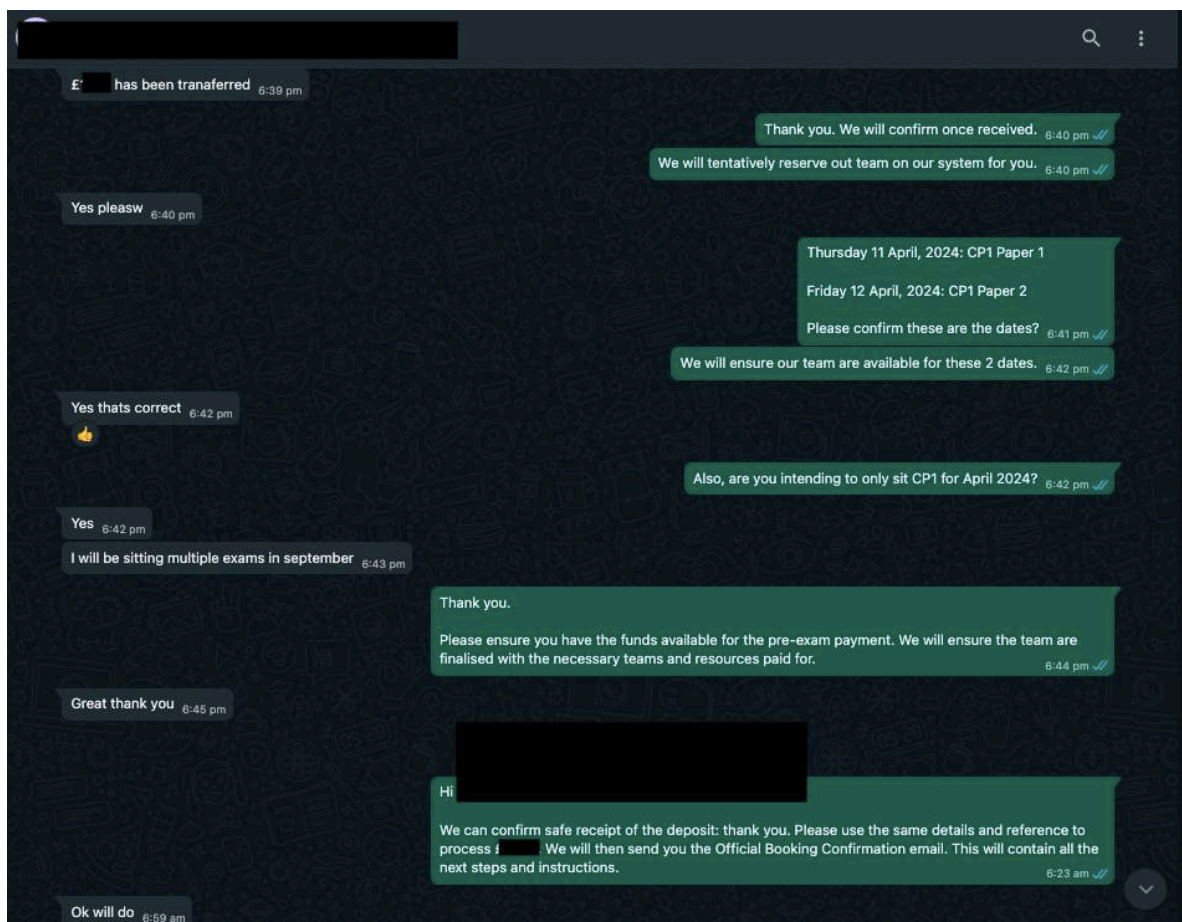 £ has been tranaferred 6:39 pm
Thank you. We will confirm once received. 6:40 pm
We will tentatively reserve out team on our system for you. 6:40 pm
Yes pleasw 6:40 pm
Thursday 11 April, 2024: CP1 Paper 1
Friday 12 April, 2024: CP1 Paper 2
Please confirm these are the dates? 6:41 pm
We will ensure our team are available for these 2 dates. 6:42 pm
Yes thats correct 6:42 pm
👍
Also, are you intending to only sit CP1 for April 2024? 6:42 pm
Yes 6:42 pm
I will be sitting multiple exams in september 6:43 pm
Thank you.
Please ensure you have the funds available for the pre-exam payment. We will ensure the team are
finalised with the necessary teams and resources paid for. 6:44 pm
Great thank you 6:45 pm
Hi
We can confirm safe receipt of the deposit: thank you. Please use the same details and reference to
process £ We will then send you the Official Booking Confirmation email. This will contain all the
next steps and instructions. 6:23 am
Ok will do 6:59 am